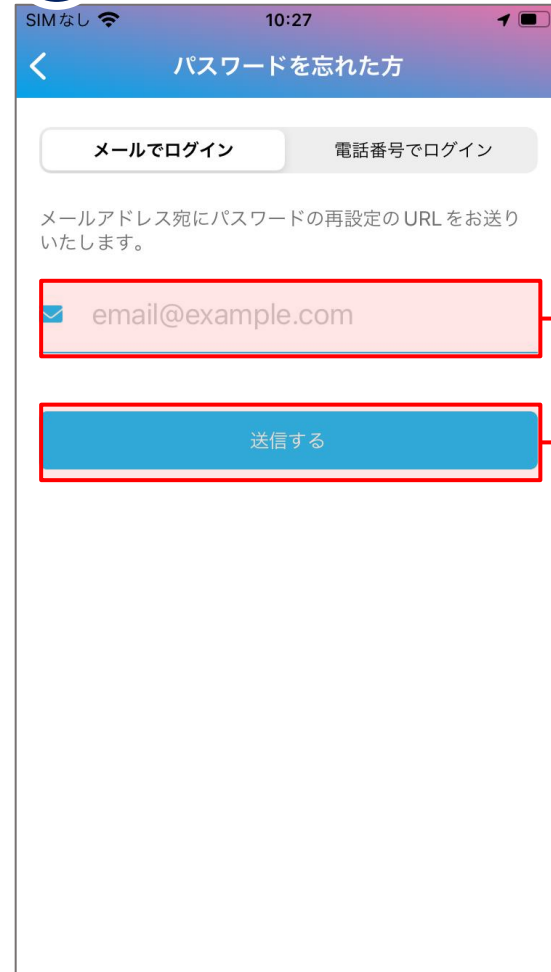 SIMなし 10:27
パスワードを忘れた方
メールでログイン 電話番号でログイン
メールアドレス宛にパスワードの再設定のURLをお送り
いたします。
email@example.com
送信する